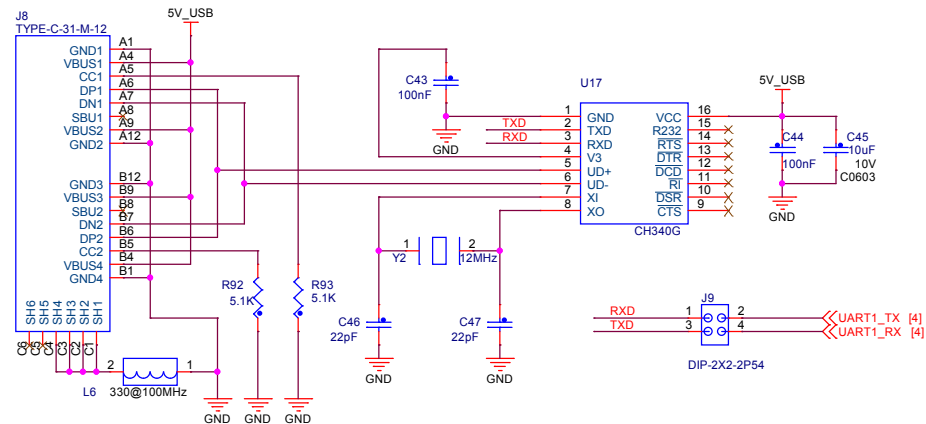 J8
TYPE-C-31-M-12
5V_USB
GND1 A1
VBUS1 A4
CC1 A5
DP1 A6
DN1 A7
SBU1 A8
VBUS2 A9
GND2 A12
GND3 B12
VBUS3 B9
SBU2 B8
DN2 B7
DP2 B6
CC2 B5
VBUS4 B4
GND4 B1
SH6 SH5 SH4 SH3 SH2 SH1
C6 C5 C4 C3 C2 C1
2 1
L6 330@100MHz
R92
5.1K
R93
5.1K
GND GND GND
C43
100nF
GND
TXD
RXD
U17
1 GND VCC 16
2 TXD R232 15
3 RXD RTS 14
4 V3 DTR 13
5 UD+ DCD 12
6 UD- RI 11
7 XI DSR 10
8 XO CTS 9
CH340G
5V_USB
C44
100nF
C45
10uF
10V
C0603
GND
1 2
Y2 12MHz
C46
22pF
GND
C47
22pF
GND
J9
RXD 1 2 UART1_TX [4]
TXD 3 4 UART1_RX [4]
DIP-2X2-2P54